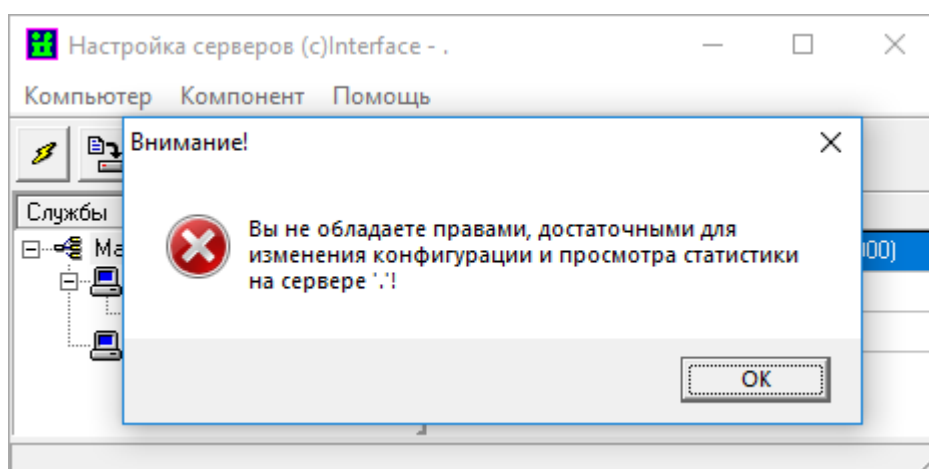 Настройка серверов (c)Interface - .
Компьютер Компонент Помощь
Внимание!
Службы
Вы не обладаете правами, достаточными для
изменения конфигурации и просмотра статистики
на сервере '.'!
OK